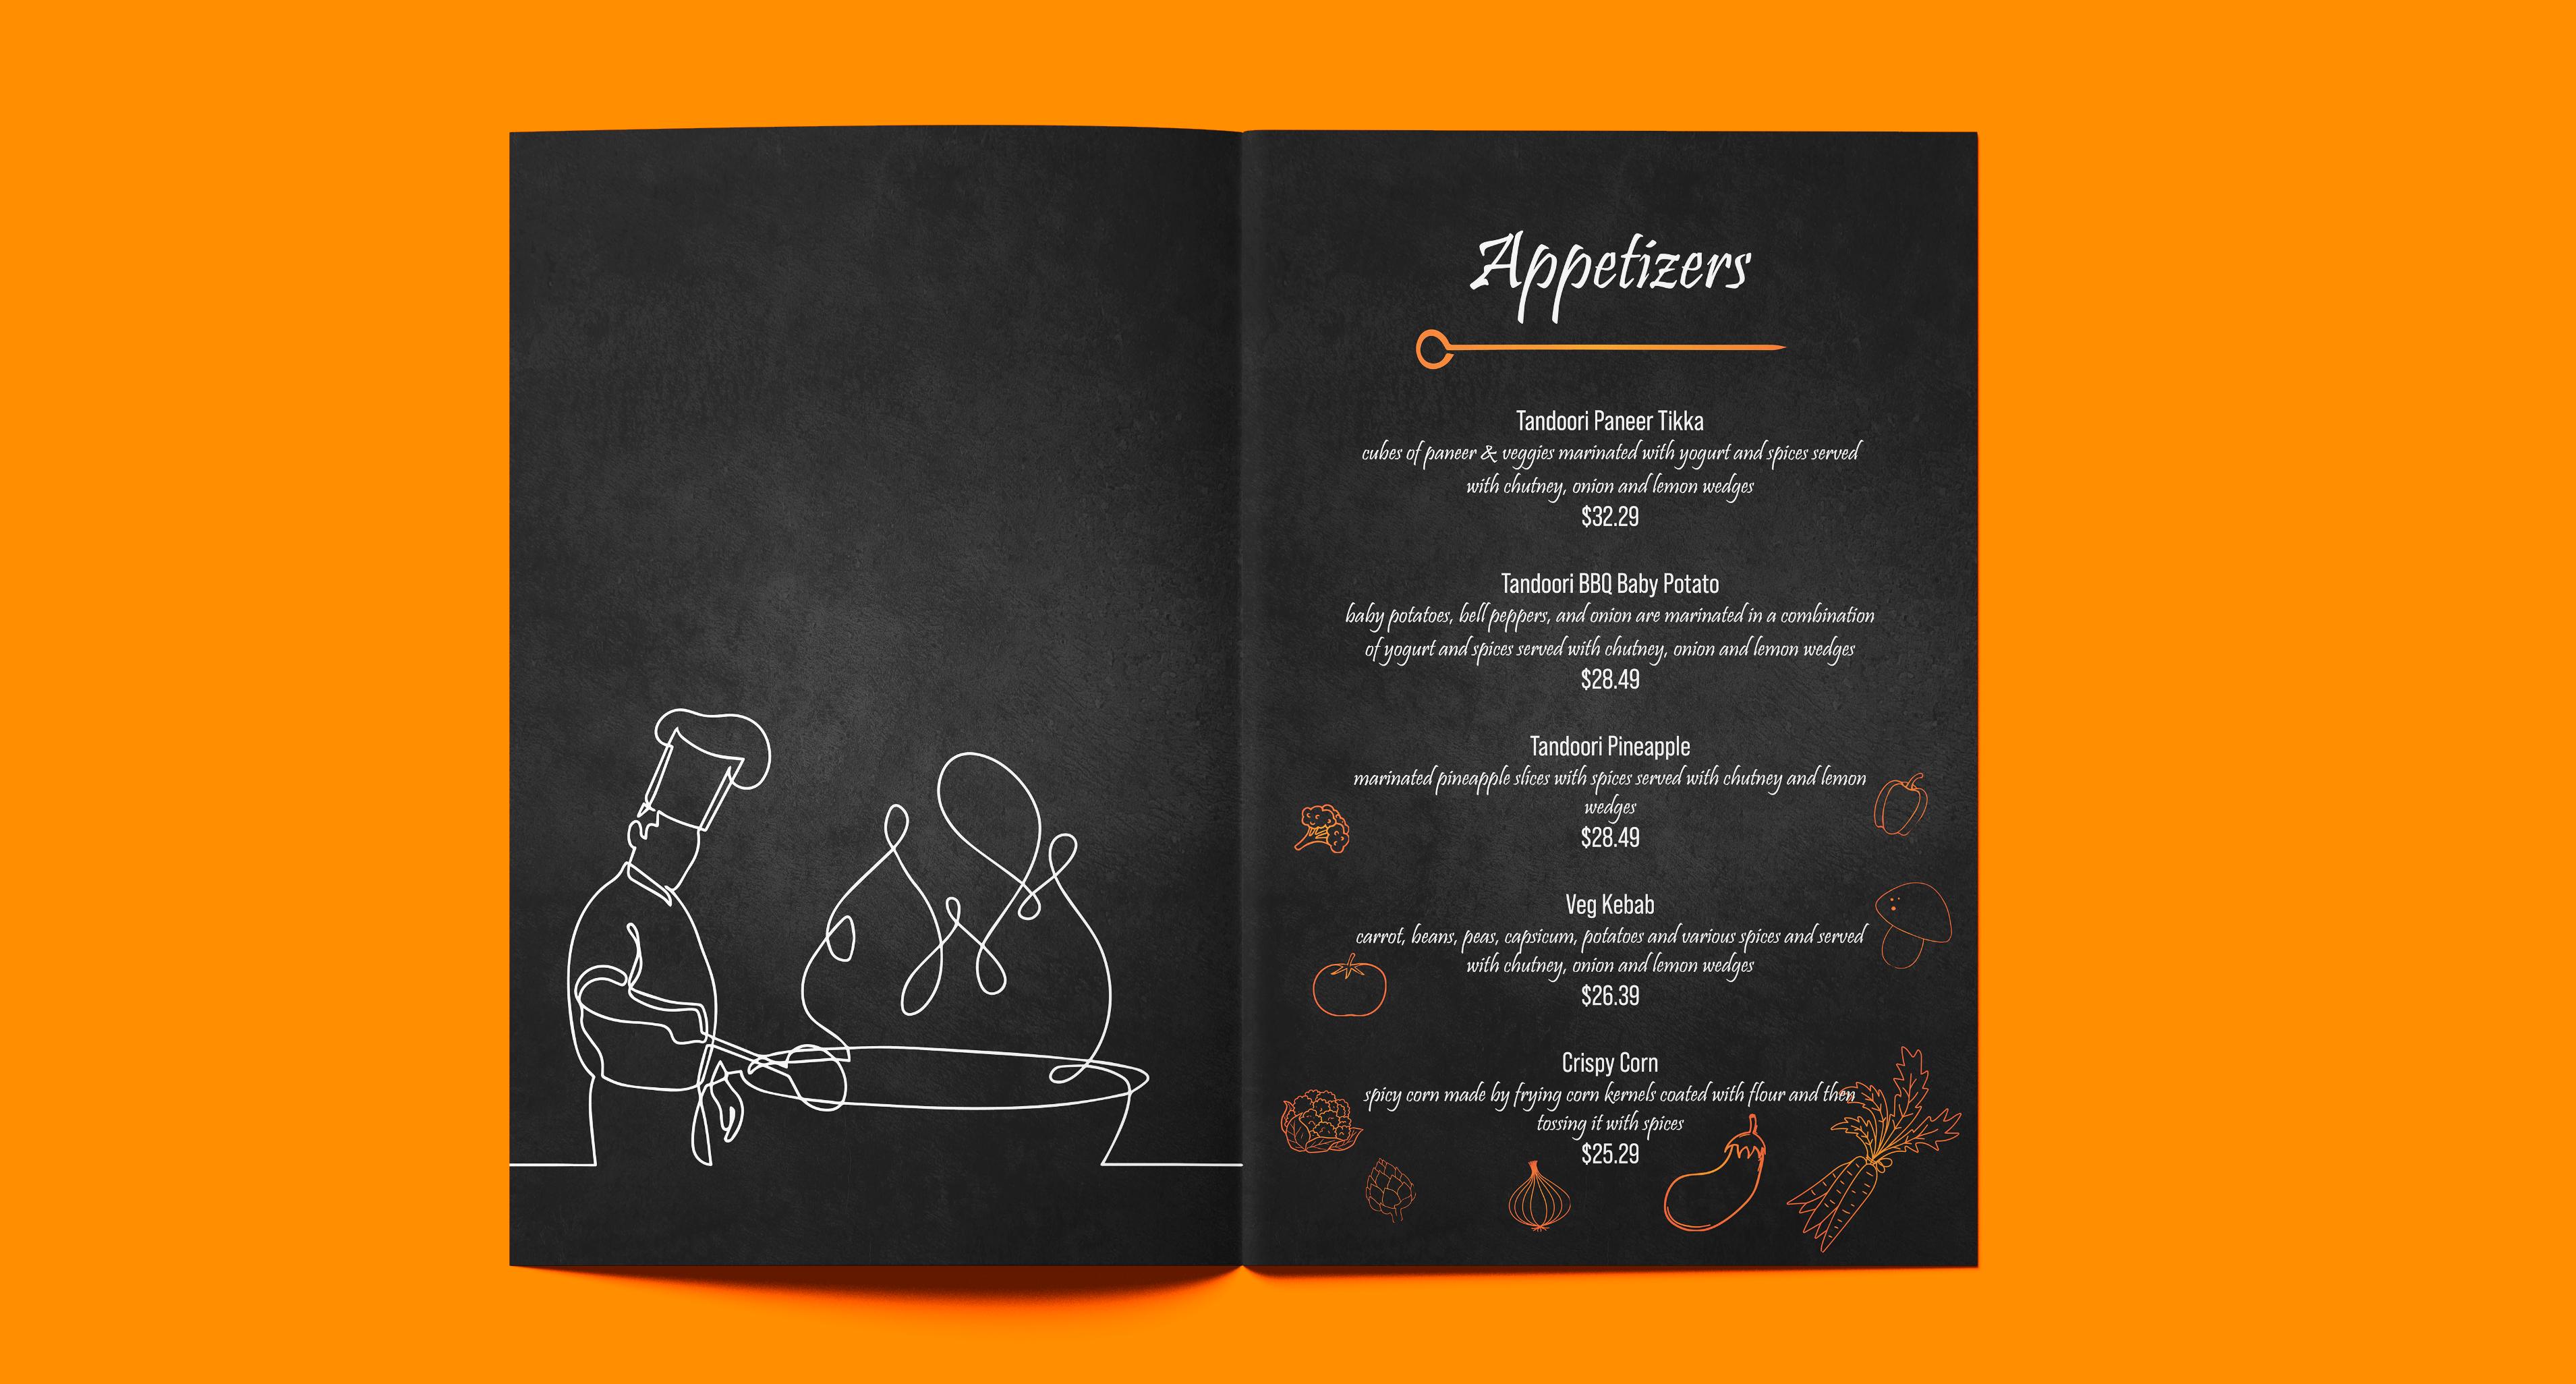 Appetizers
Tandoori Paneer Tikka
cubes of paneer & veggies marinated with yogurt and spices served
with chutney, onion and lemon wedges
$32.29
Tandoori BBQ Baby Potato
baby potatoes, bell peppers, and onion are marinated in a combination
of yogurt and spices served with chutney, onion and lemon wedges
$28.49
Tandoori Pineapple
marinated pineapple slices with spices served with chutney and lemon
wedges
$28.49
Veg Kebab
carrot, beans, peas, capsicum, potatoes and various spices and served
with chutney, onion and lemon wedges
$26.39
Crispy Corn
spicy corn made by frying corn kernels coated with flour and then
tossing it with spices
$25.29